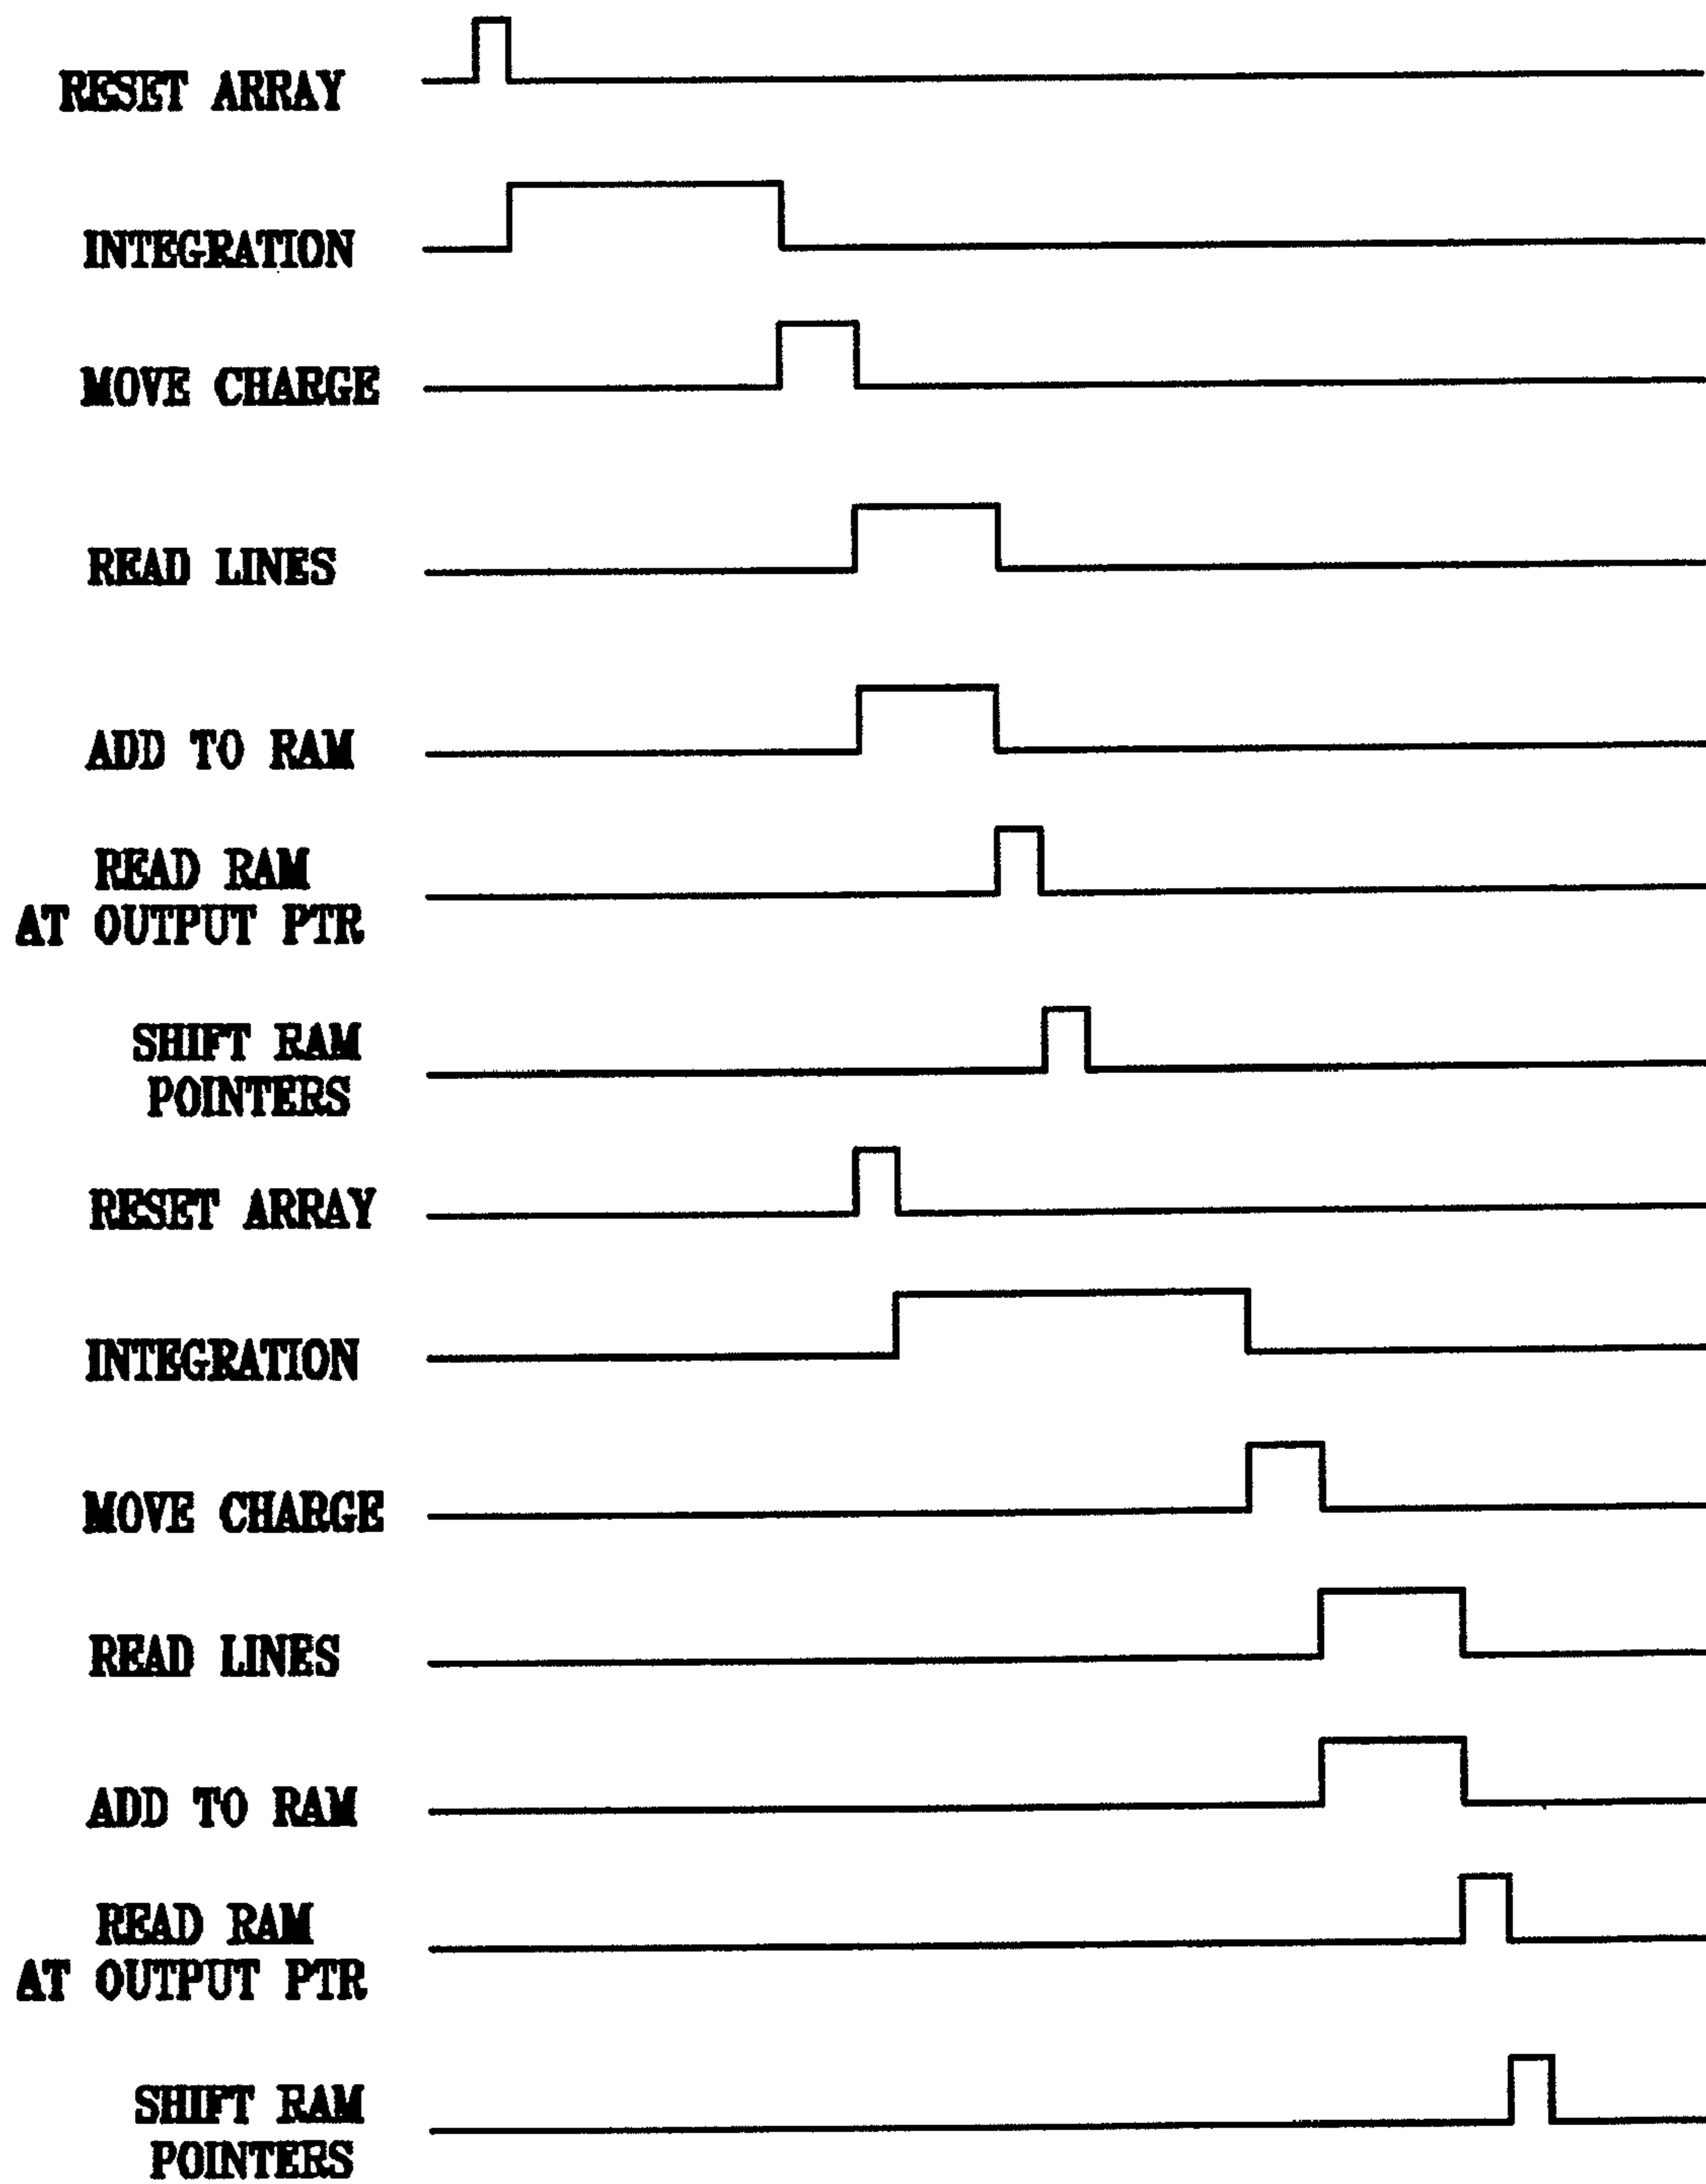 RESET ARRAY
INTEGRATION
MOVE CHARGE
READ LINES
ADD TO RAM
READ RAM
AT OUTPUT PTR
SHIFT RAM
POINTERS
RESET ARRAY
INTEGRATION
MOVE CHARGE
READ LINES
ADD TO RAM
READ RAM
AT OUTPUT PTR
SHIFT RAM
POINTERS